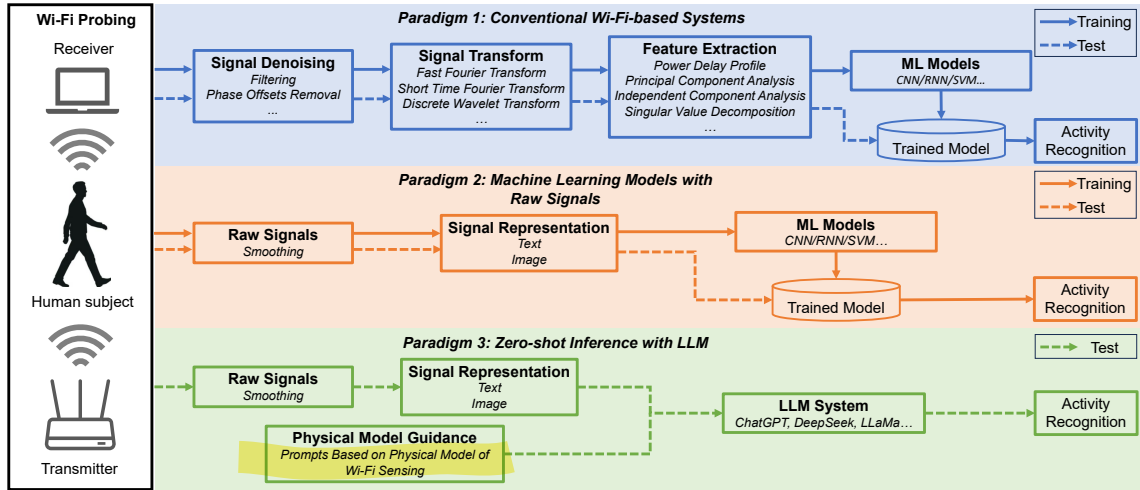 Wi-Fi Probing
Receiver
Human subject
Transmitter
Paradigm 1: Conventional Wi-Fi-based Systems
Training
Test
Signal Denoising
Filtering
Phase Offsets Removal
...
Signal Transform
Fast Fourier Transform
Short Time Fourier Transform
Discrete Wavelet Transform
...
Feature Extraction
Power Delay Profile
Principal Component Analysis
Independent Component Analysis
Singular Value Decomposition
...
ML Models
CNN/RNN/SVM...
Trained Model
Activity
Recognition
Paradigm 2: Machine Learning Models with
Raw Signals
Training
Test
Raw Signals
Smoothing
Signal Representation
Text
Image
ML Models
CNN/RNN/SVM...
Trained Model
Activity
Recognition
Paradigm 3: Zero-shot Inference with LLM
Test
Raw Signals
Smoothing
Signal Representation
Text
Image
Physical Model Guidance
Prompts Based on Physical Model of
Wi-Fi Sensing
LLM System
ChatGPT, DeepSeek, LLaMa...
Activity
Recognition